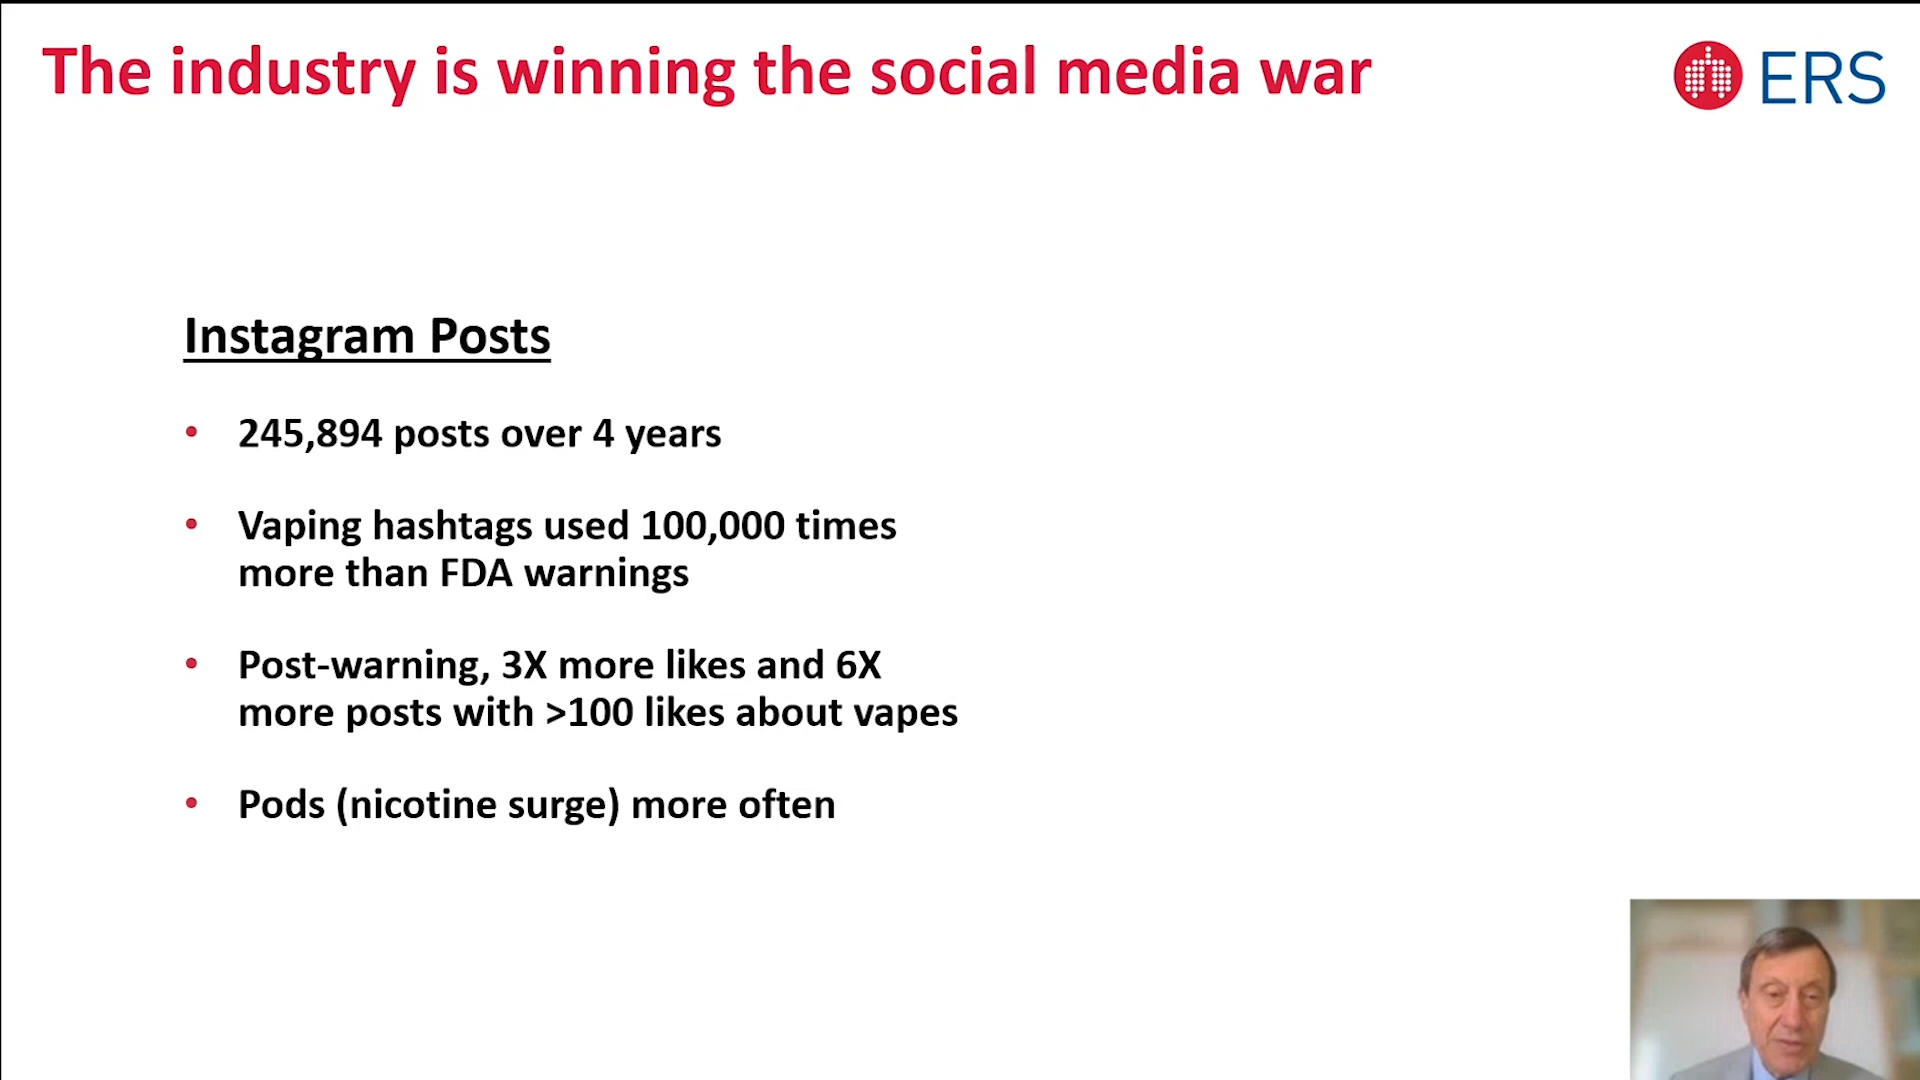 The industry is winning the social media war
ERS
Instagram Posts
• 245,894 posts over 4 years
• Vaping hashtags used 100,000 times
more than FDA warnings
• Post-warning, 3X more likes and 6X
more posts with >100 likes about vapes
• Pods (nicotine surge) more often